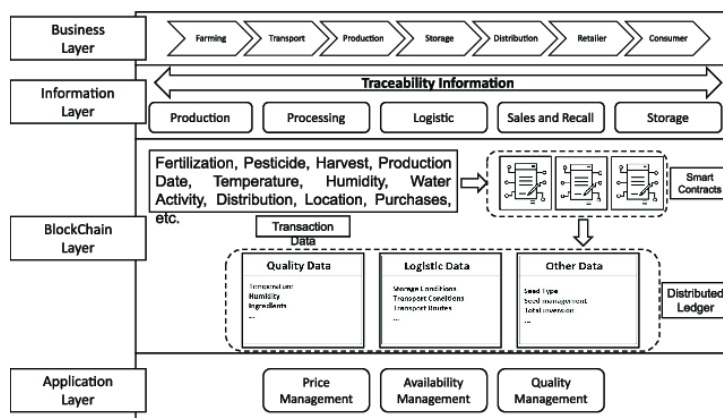 Business
Layer
Farming
Transport
Production
Storage
Distribution
Retailer
Consumer
Information
Layer
Traceability Information
Production
Processing
Logistic
Sales and Recall
Storage
BlockChain
Layer
Fertilization, Pesticide, Harvest, Production
Date, Temperature, Humidity, Water
Activity, Distribution, Location, Purchases,
etc.
Smart
Contracts
Transaction
Data
Quality Data
Temperature
Humidity
Ingredients
...
Logistic Data
Storage Conditions
Transport Conditions
Transport Routes
...
Other Data
Seed Type
Seed management
Total inversion
...
Distributed
Ledger
Application
Layer
Price
Management
Availability
Management
Quality
Management